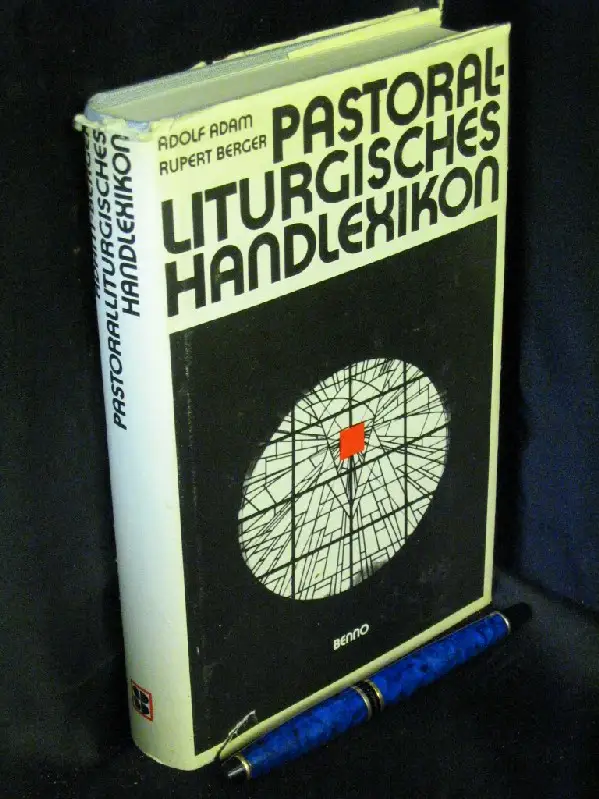 ADOLF ADAM
RUPERT BERGER
PASTORAL-
LITURGISCHES
HANDLEXIKON
BENNO
PASTORALLITURGISCHES
HANDLEXIKON